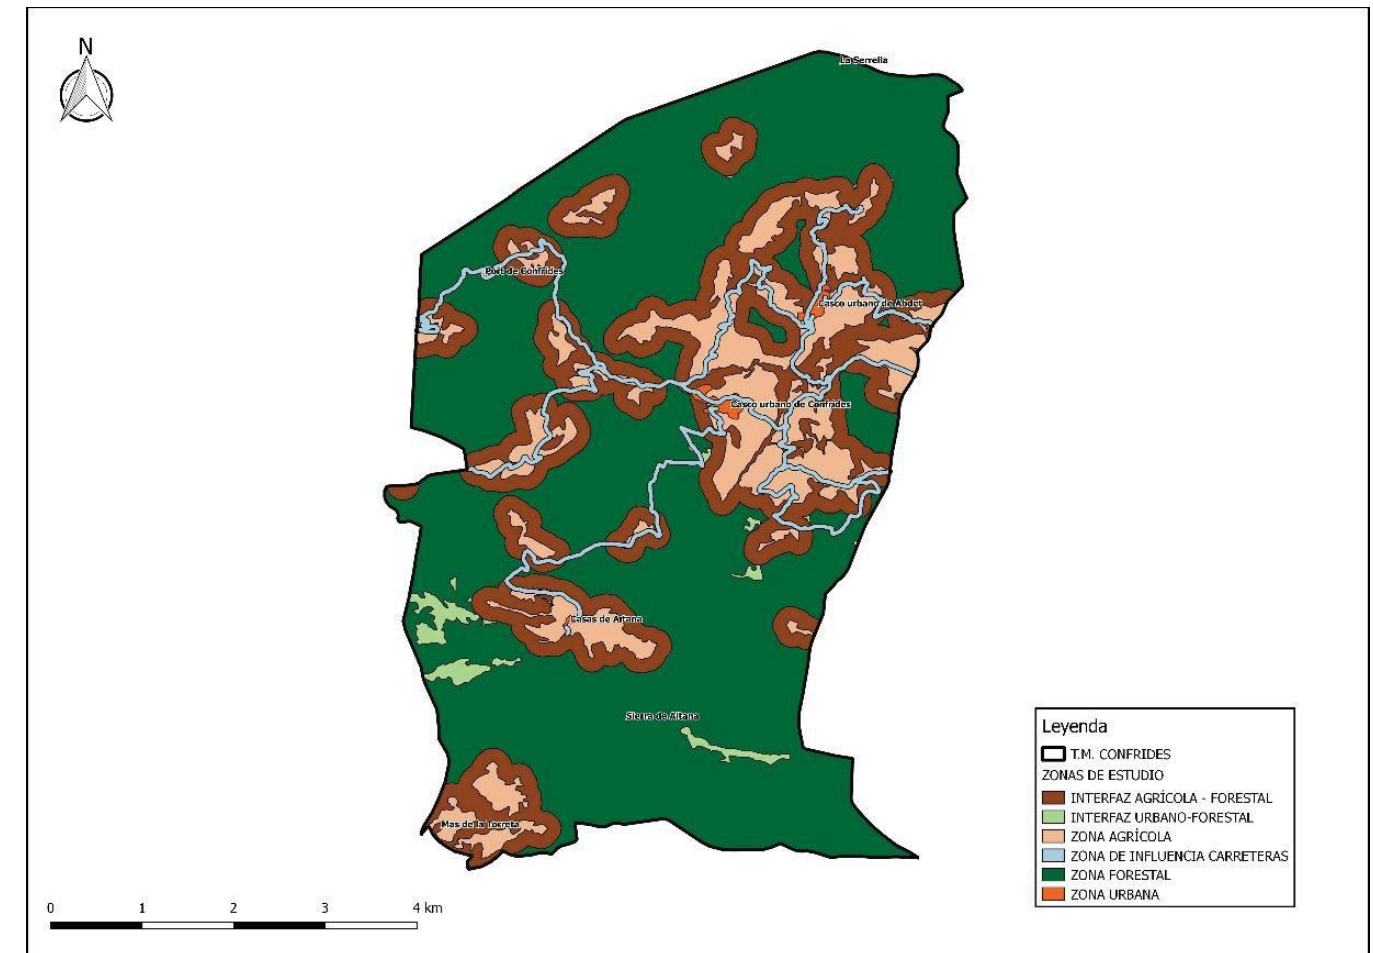 N
La Serrella
Port de Confrides
Casco urbano de Abdet
Casco urbano de Confrides
Casas de Aitana
Sierra de Aitana
Mas de la Torreta
Leyenda
T.M. CONFRIDES
ZONAS DE ESTUDIO
INTERFAZ AGRÍCOLA - FORESTAL
INTERFAZ URBANO-FORESTAL
ZONA AGRÍCOLA
ZONA DE INFLUENCIA CARRETERAS
ZONA FORESTAL
ZONA URBANA
0 1 2 3 4 km